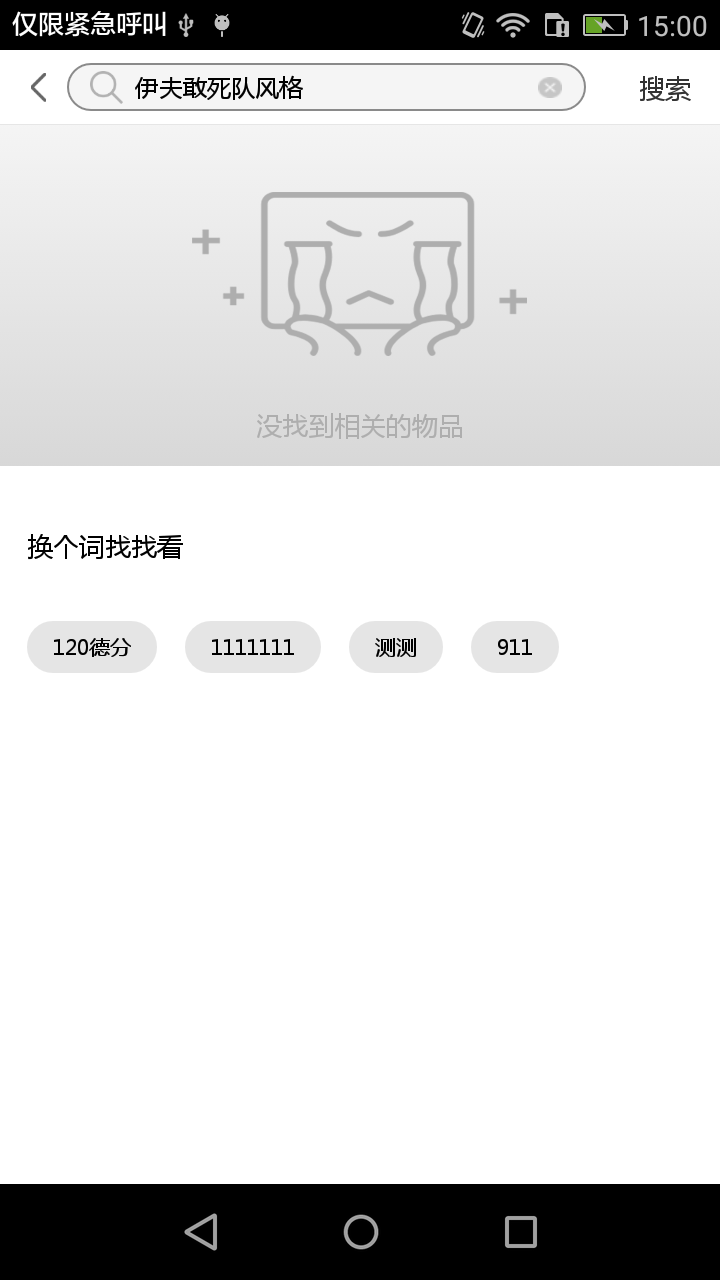 仅限紧急呼叫 15:00
伊夫敢死队风格 搜索
没找到相关的物品
换个词找找看
120德分 1111111 测测 911